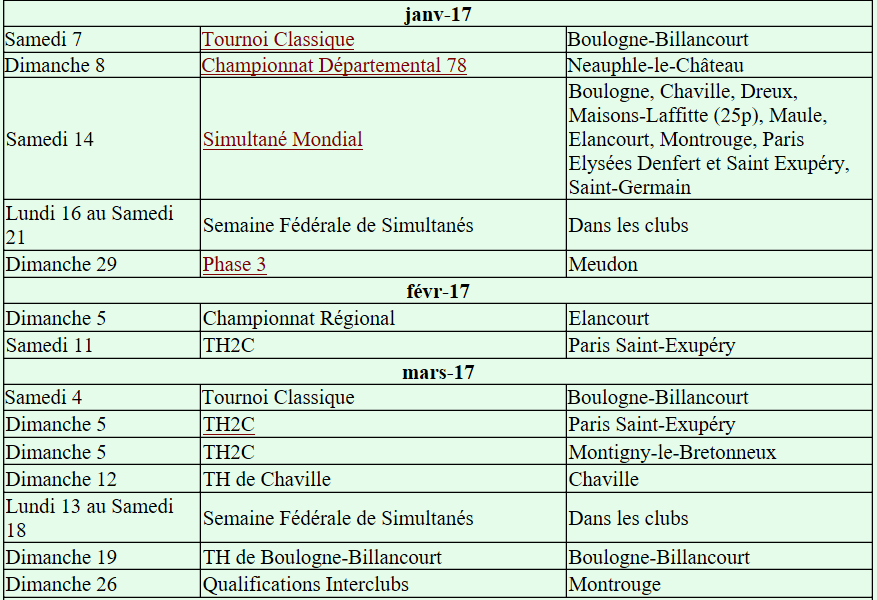 janv-17
Samedi 7 Tournoi Classique Boulogne-Billancourt
Dimanche 8 Championnat Départemental 78 Neauphle-le-Château
Samedi 14 Simultané Mondial Boulogne, Chaville, Dreux,
Maisons-Laffitte (25p), Maule,
Elancourt, Montrouge, Paris
Elysées Denfert et Saint Exupéry,
Saint-Germain
Lundi 16 au Samedi
21 Semaine Fédérale de Simultanés Dans les clubs
Dimanche 29 Phase 3 Meudon
févr-17
Dimanche 5 Championnat Régional Elancourt
Samedi 11 TH2C Paris Saint-Exupéry
mars-17
Samedi 4 Tournoi Classique Boulogne-Billancourt
Dimanche 5 TH2C Paris Saint-Exupéry
Dimanche 5 TH2C Montigny-le-Bretonneux
Dimanche 12 TH de Chaville Chaville
Lundi 13 au Samedi
18 Semaine Fédérale de Simultanés Dans les clubs
Dimanche 19 TH de Boulogne-Billancourt Boulogne-Billancourt
Dimanche 26 Qualifications Interclubs Montrouge